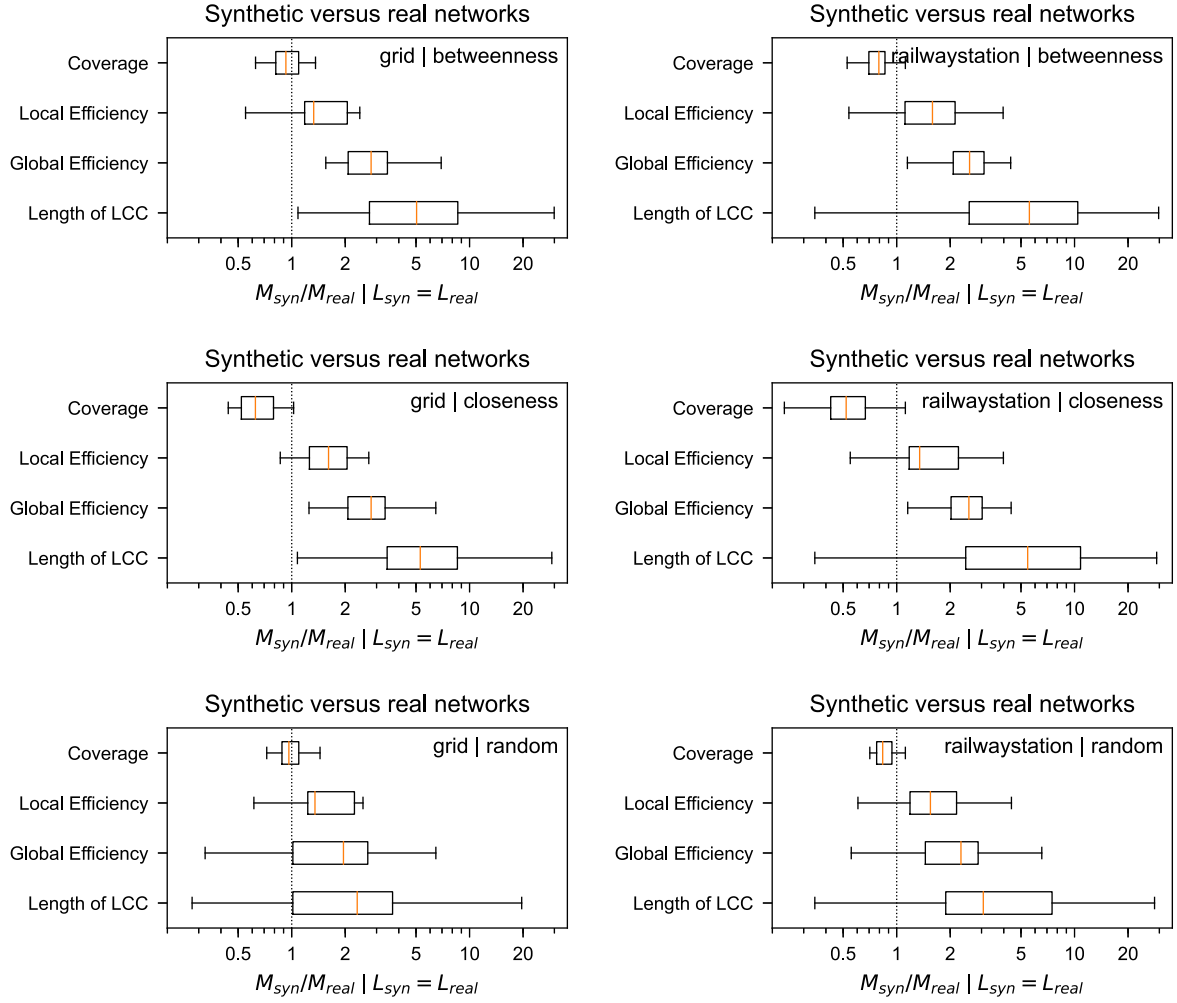 Synthetic versus real networks
grid | betweenness
Coverage
Local Efficiency
Global Efficiency
Length of LCC
0.5 1 2 5 10 20
M_syn/M_real | L_syn = L_real
Synthetic versus real networks
railwaystation | betweenness
Coverage
Local Efficiency
Global Efficiency
Length of LCC
0.5 1 2 5 10 20
M_syn/M_real | L_syn = L_real
Synthetic versus real networks
grid | closeness
Coverage
Local Efficiency
Global Efficiency
Length of LCC
0.5 1 2 5 10 20
M_syn/M_real | L_syn = L_real
Synthetic versus real networks
railwaystation | closeness
Coverage
Local Efficiency
Global Efficiency
Length of LCC
0.5 1 2 5 10 20
M_syn/M_real | L_syn = L_real
Synthetic versus real networks
grid | random
Coverage
Local Efficiency
Global Efficiency
Length of LCC
0.5 1 2 5 10 20
M_syn/M_real | L_syn = L_real
Synthetic versus real networks
railwaystation | random
Coverage
Local Efficiency
Global Efficiency
Length of LCC
0.5 1 2 5 10 20
M_syn/M_real | L_syn = L_real